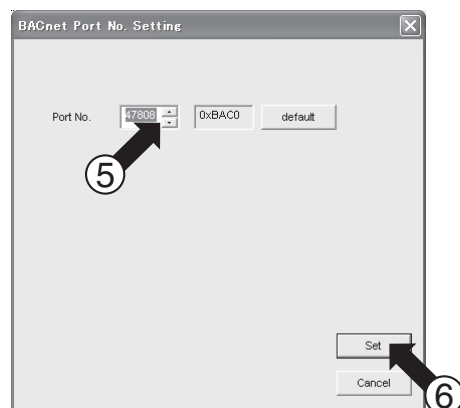 BACnet Port No. Setting
Port No. 47808 0xBAC0 default
⑤
Set
⑥
Cancel